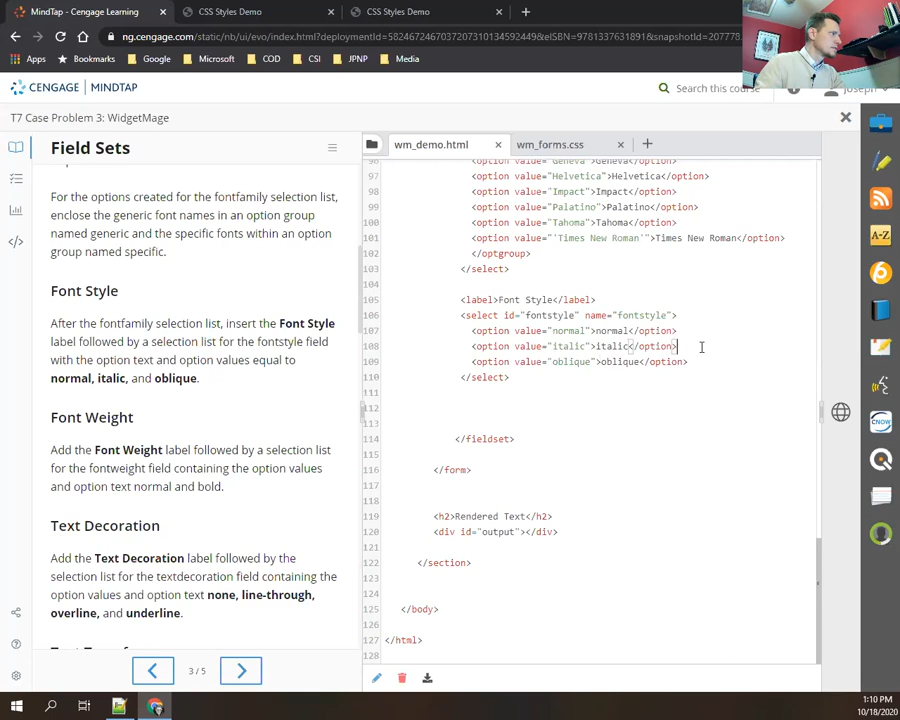 MindTap - Cengage Learning
CSS Styles Demo
CSS Styles Demo
ng.cengage.com/static/nb/ui/evo/index.html?deploymentId=5824672467037207310134592449&eISBN=9781337631891&snapshotId=207778
Apps
Bookmarks
Google
Microsoft
COD
CSI
JPNP
Media
CENGAGE
MINDTAP
Search this course
T7 Case Problem 3: WidgetMage
Field Sets
For the options created for the fontfamily selection list,
enclose the generic font names in an option group
named generic and the specific fonts within an option
group named specific.
Font Style
After the fontfamily selection list, insert the Font Style
label followed by a selection list for the fontstyle field
with the option text and option values equal to
normal, italic, and oblique.
Font Weight
Add the Font Weight label followed by a selection list
for the fontweight field containing the option values
and option text normal and bold.
Text Decoration
Add the Text Decoration label followed by the
selection list for the textdecoration field containing the
option values and option text none, line-through,
overline, and underline.
3 / 5
wm_demo.html
wm_forms.css
96 <option value="Geneva">Geneva</option>
97 <option value="Helvetica">Helvetica</option>
98 <option value="Impact">Impact</option>
99 <option value="Palatino">Palatino</option>
100 <option value="Tahoma">Tahoma</option>
101 <option value="'Times New Roman'">Times New Roman</option>
102 </optgroup>
103 </select>
104
105 <label>Font Style</label>
106 <select id="fontstyle" name="fontstyle">
107 <option value="normal">normal</option>
108 <option value="italic">italic</option>
109 <option value="oblique">oblique</option>
110 </select>
111
112
113
114 </fieldset>
115
116 </form>
117
118
119 <h2>Rendered Text</h2>
120 <div id="output"></div>
121
122 </section>
123
124
125 </body>
126
127 </html>
128
A-Z
CNOW
1:10 PM
10/18/2020